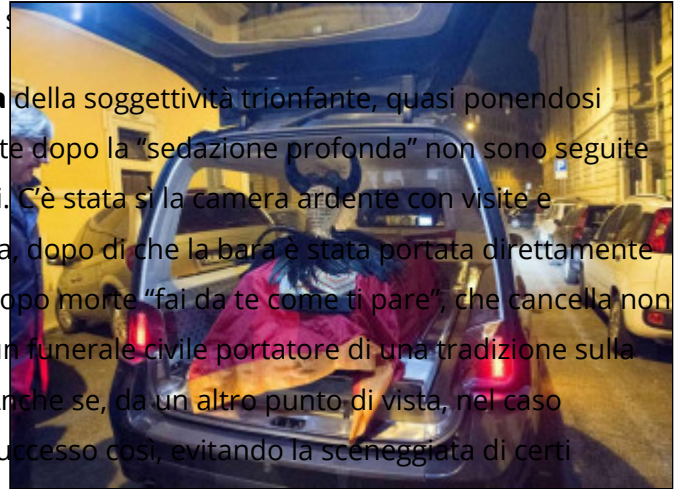 della soggettività trionfante, quasi ponendosi
te dopo la “sedazione profonda” non sono seguite
i. C’è stata sì la camera ardente con visite e
a, dopo di che la bara è stata portata direttamente
opo morte “fai da te come ti pare”, che cancella non
n funerale civile portatore di una tradizione sulla
nche se, da un altro punto di vista, nel caso
uccesso così, evitando la sceneggiata di certi